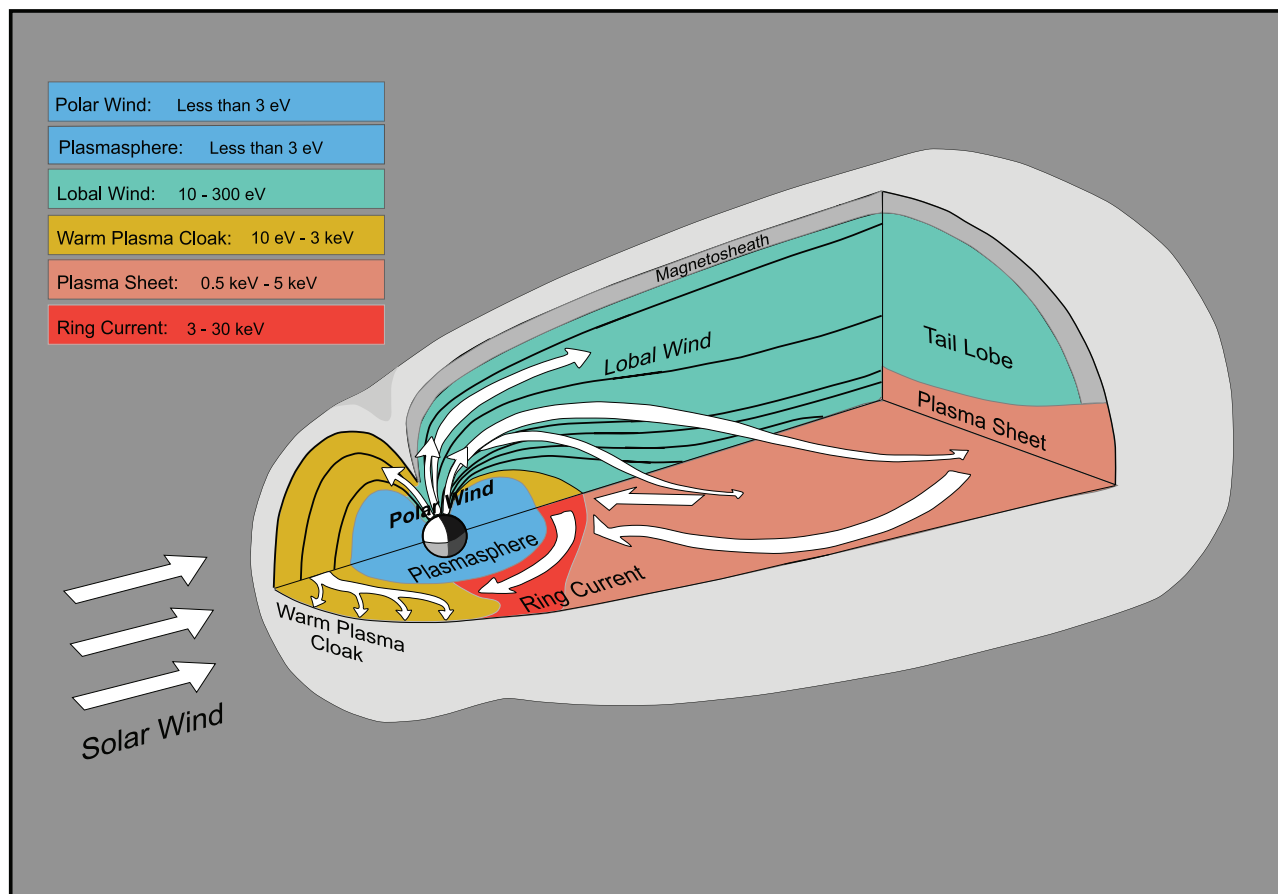 Polar Wind: Less than 3 eV
Plasmasphere: Less than 3 eV
Lobal Wind: 10 - 300 eV
Warm Plasma Cloak: 10 eV - 3 keV
Plasma Sheet: 0.5 keV - 5 keV
Ring Current: 3 - 30 keV
Magnetosheath
Lobal Wind
Tail Lobe
Plasma Sheet
Polar Wind
Plasmasphere
Ring Current
Warm Plasma
Cloak
Solar Wind